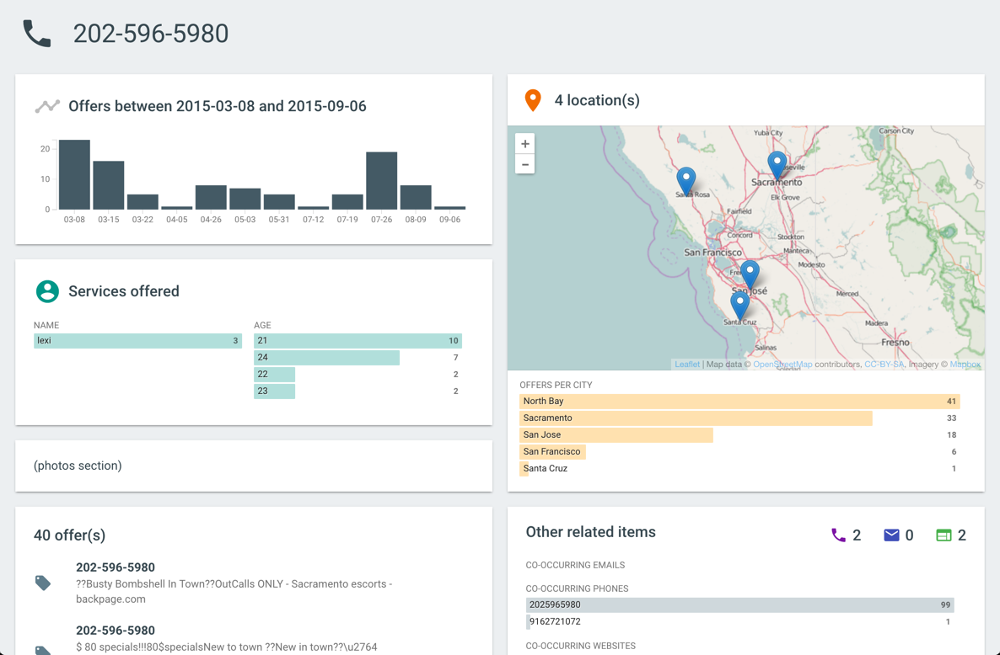 202-596-5980
Offers between 2015-03-08 and 2015-09-06
20
10
0
03-08 03-15 03-22 04-05 04-26 05-03 05-31 07-12 07-19 07-26 08-09 09-06
Services offered
NAME
lexi 3
AGE
21 10
24 7
22 2
23 2
(photos section)
40 offer(s)
202-596-5980
??Busty Bombshell In Town??OutCalls ONLY - Sacramento escorts -
backpage.com
202-596-5980
$ 80 specials!!!80$specialsNew to town ??New in town??\u2764
4 location(s)
+
−
Yuba City
Carson City
Roseville
Sacramento
Santa Rosa
Elk Grove
Fairfield
Concord
Stockton
San Francisco
Manteca
Modesto
San José
Merced
Santa Cruz
Madera
Salinas
Fresno
Leaflet | Map data © OpenStreetMap contributors, CC-BY-SA, Imagery © Mapbox
OFFERS PER CITY
North Bay 41
Sacramento 33
San Jose 18
San Francisco 6
Santa Cruz 1
Other related items
2 0 2
CO-OCCURRING EMAILS
CO-OCCURRING PHONES
2025965980 99
9162721072 1
CO-OCCURRING WEBSITES